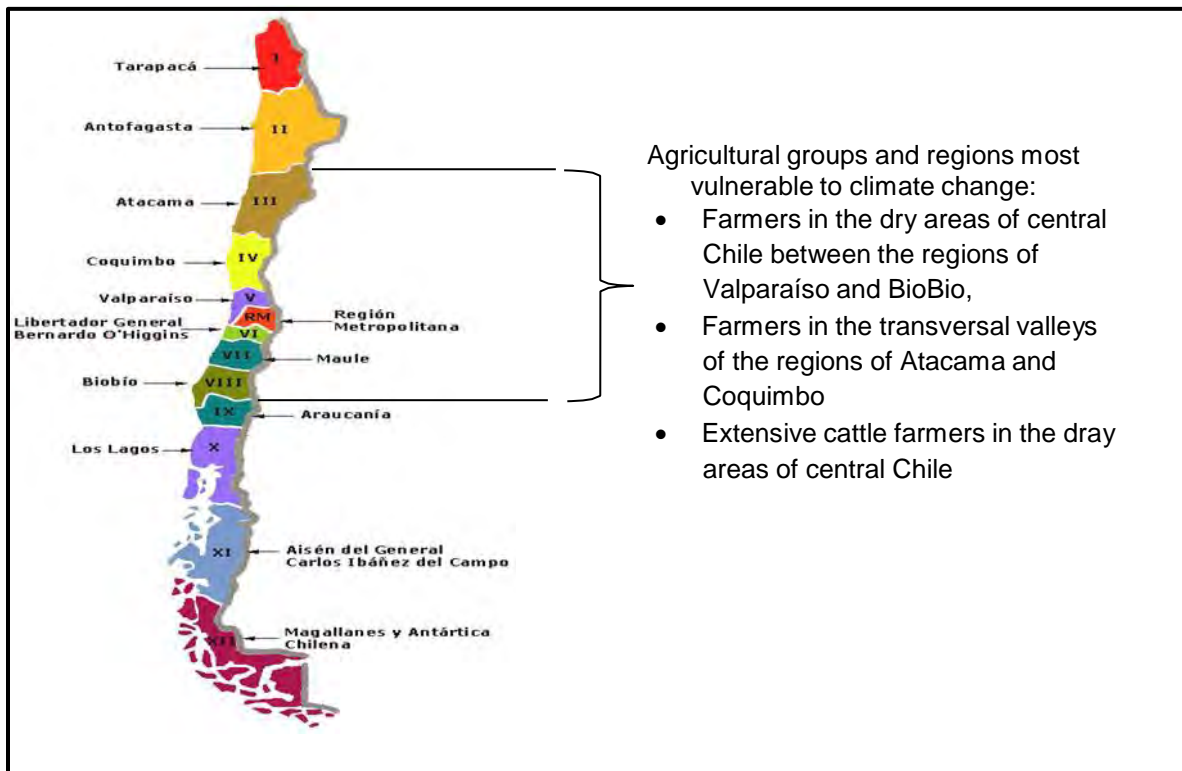 I
Tarapacá
Antofagasta
II
Atacama
III
Coquimbo
IV
Valparaíso
V
Libertador General
Bernardo O'Higgins
RM
VI
Región
Metropolitana
VII
Maule
Biobío
VIII
IX
Araucanía
Los Lagos
X
XI
Aisén del General
Carlos Ibáñez del Campo
XII
Magallanes y Antártica
Chilena
Agricultural groups and regions most
vulnerable to climate change:
• Farmers in the dry areas of central
Chile between the regions of
Valparaíso and BioBio,
• Farmers in the transversal valleys
of the regions of Atacama and
Coquimbo
• Extensive cattle farmers in the dray
areas of central Chile